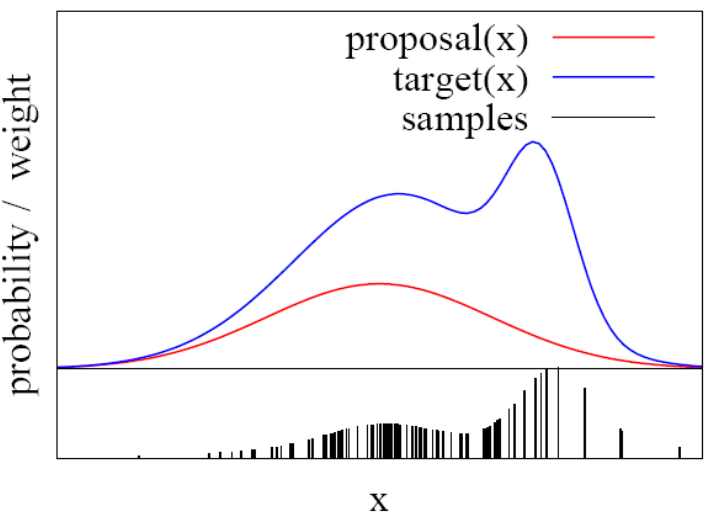 proposal(x)
target(x)
samples
probability / weight
x